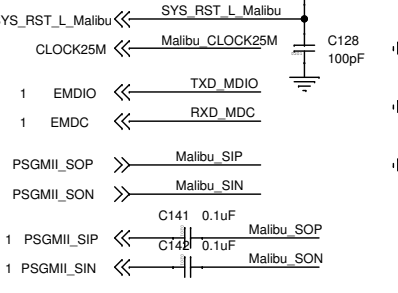 SYS_RST_L_Malibu SYS_RST_L_Malibu
CLOCK25M Malibu_CLOCK25M C128
100pF
1 EMDIO TXD_MDIO
1 EMDC RXD_MDC
PSGMII_SOP Malibu_SIP
PSGMII_SON Malibu_SIN
C141 0.1uF
1 PSGMII_SIP Malibu_SOP
C142 0.1uF
1 PSGMII_SIN Malibu_SON